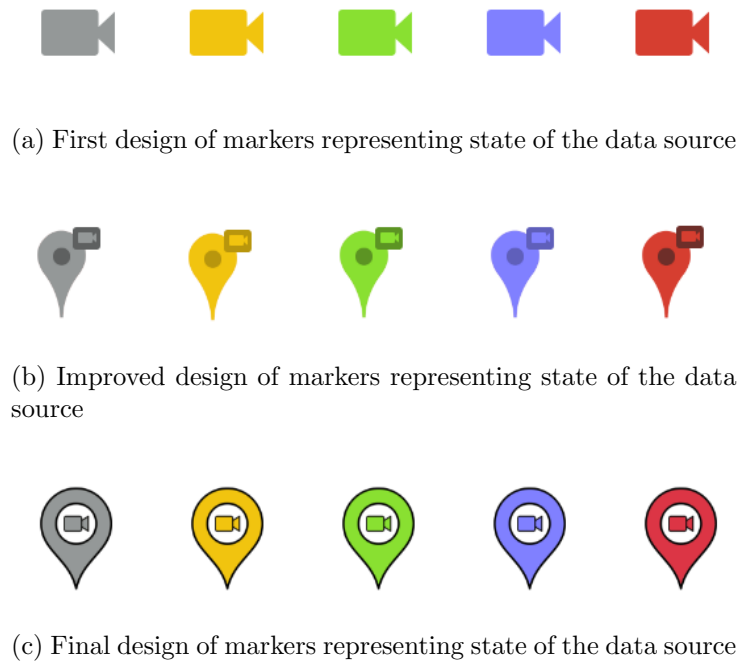 (a) First design of markers representing state of the data source
(b) Improved design of markers representing state of the data
source
(c) Final design of markers representing state of the data source